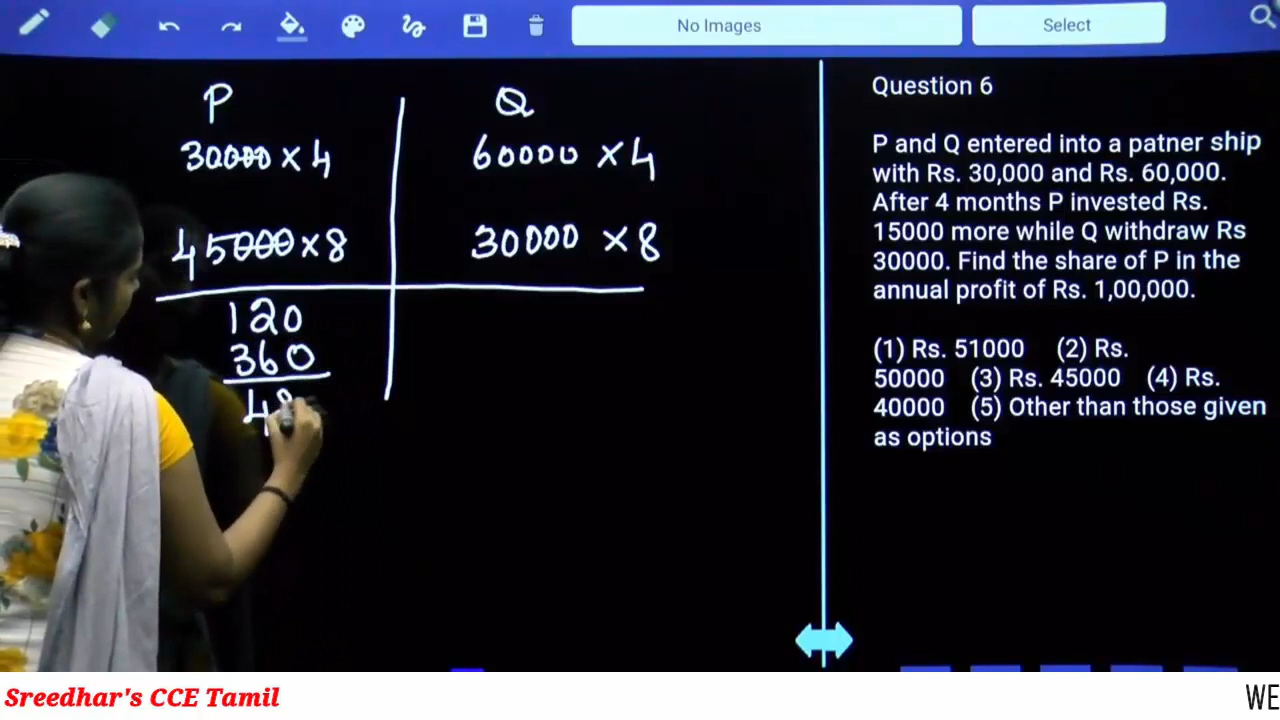 No Images
Select
P
Q
30000 × 4
60000 × 4
45000 × 8
30000 × 8
120
360
48
Question 6
P and Q entered into a patner ship
with Rs. 30,000 and Rs. 60,000.
After 4 months P invested Rs.
15000 more while Q withdraw Rs
30000. Find the share of P in the
annual profit of Rs. 1,00,000.
(1) Rs. 51000 (2) Rs.
50000 (3) Rs. 45000 (4) Rs.
40000 (5) Other than those given
as options
Sreedhar's CCE Tamil
WE